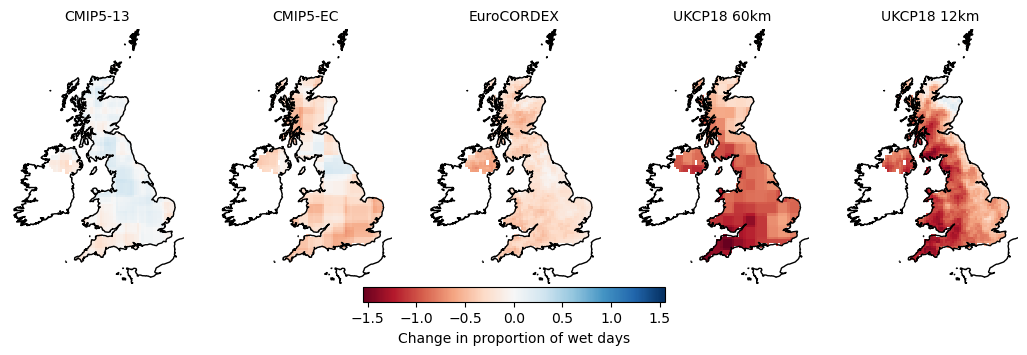 CMIP5-13 CMIP5-EC EuroCORDEX UKCP18 60km UKCP18 12km
−1.5 −1.0 −0.5 0.0 0.5 1.0 1.5
Change in proportion of wet days